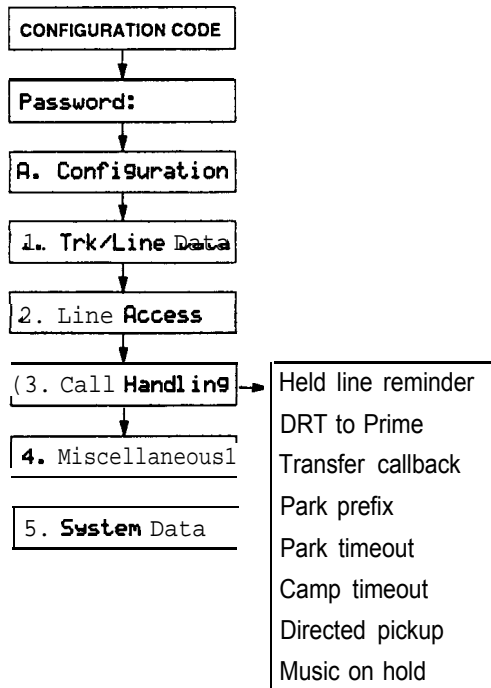 CONFIGURATION CODE
Password:
A. Configuration
1. Trk/Line Data
2. Line Access
(3. Call Handling
4. Miscellaneous1
5. System Data
Held line reminder
DRT to Prime
Transfer callback
Park prefix
Park timeout
Camp timeout
Directed pickup
Music on hold